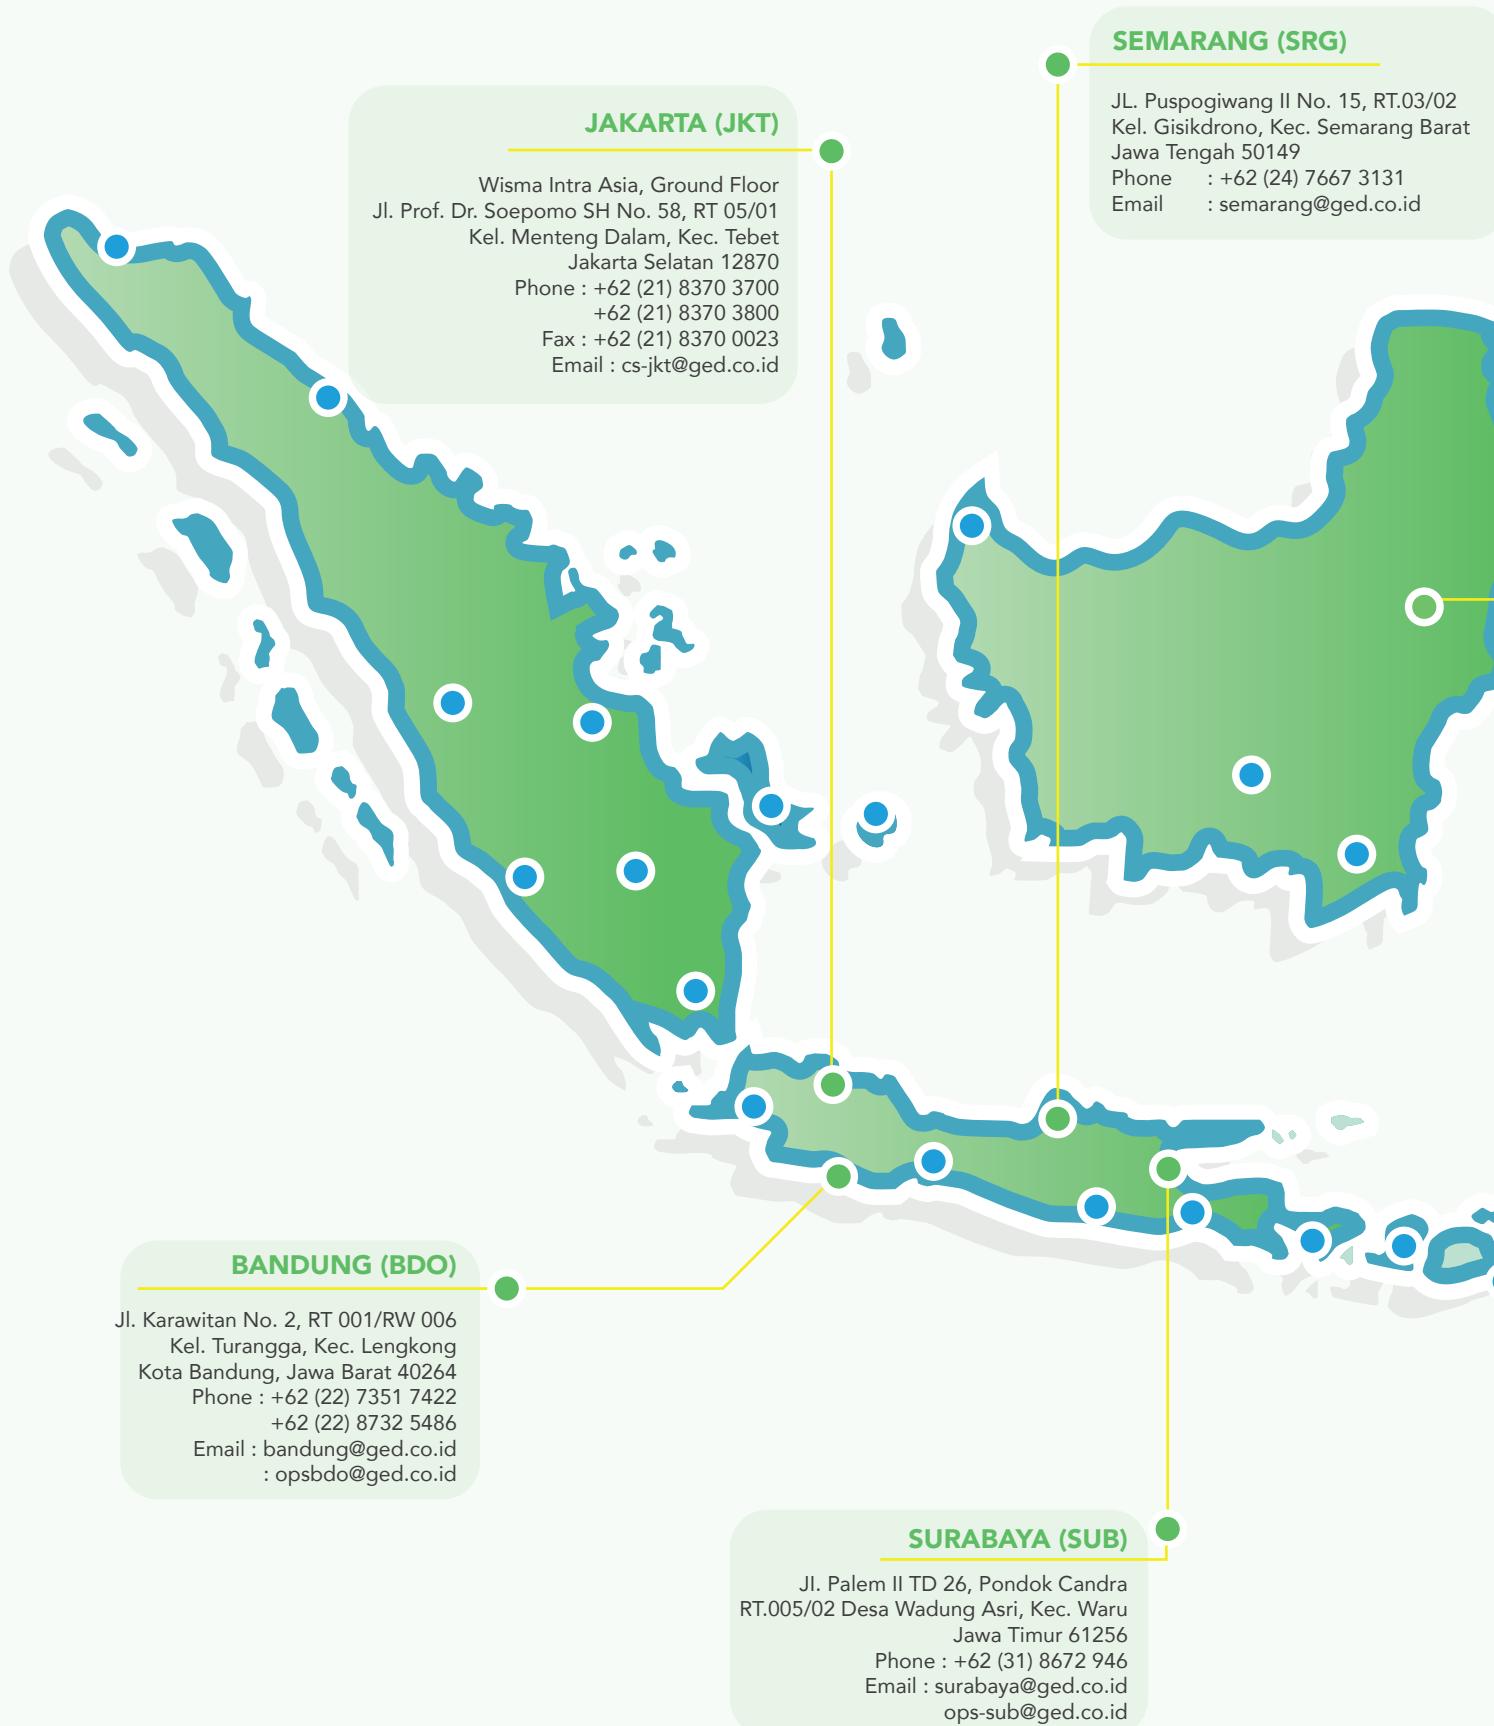 SEMARANG (SRG)
JL. Puspogiwang II No. 15, RT.03/02
Kel. Gisikdrono, Kec. Semarang Barat
Jawa Tengah 50149
Phone : +62 (24) 7667 3131
Email : semarang@ged.co.id
JAKARTA (JKT)
Wisma Intra Asia, Ground Floor
Jl. Prof. Dr. Soepomo SH No. 58, RT 05/01
Kel. Menteng Dalam, Kec. Tebet
Jakarta Selatan 12870
Phone : +62 (21) 8370 3700
+62 (21) 8370 3800
Fax : +62 (21) 8370 0023
Email : cs-jkt@ged.co.id
BANDUNG (BDO)
Jl. Karawitan No. 2, RT 001/RW 006
Kel. Turangga, Kec. Lengkong
Kota Bandung, Jawa Barat 40264
Phone : +62 (22) 7351 7422
+62 (22) 8732 5486
Email : bandung@ged.co.id
: opsbdo@ged.co.id
SURABAYA (SUB)
JI. Palem II TD 26, Pondok Candra
RT.005/02 Desa Wadung Asri, Kec. Waru
Jawa Timur 61256
Phone : +62 (31) 8672 946
Email : surabaya@ged.co.id
ops-sub@ged.co.id